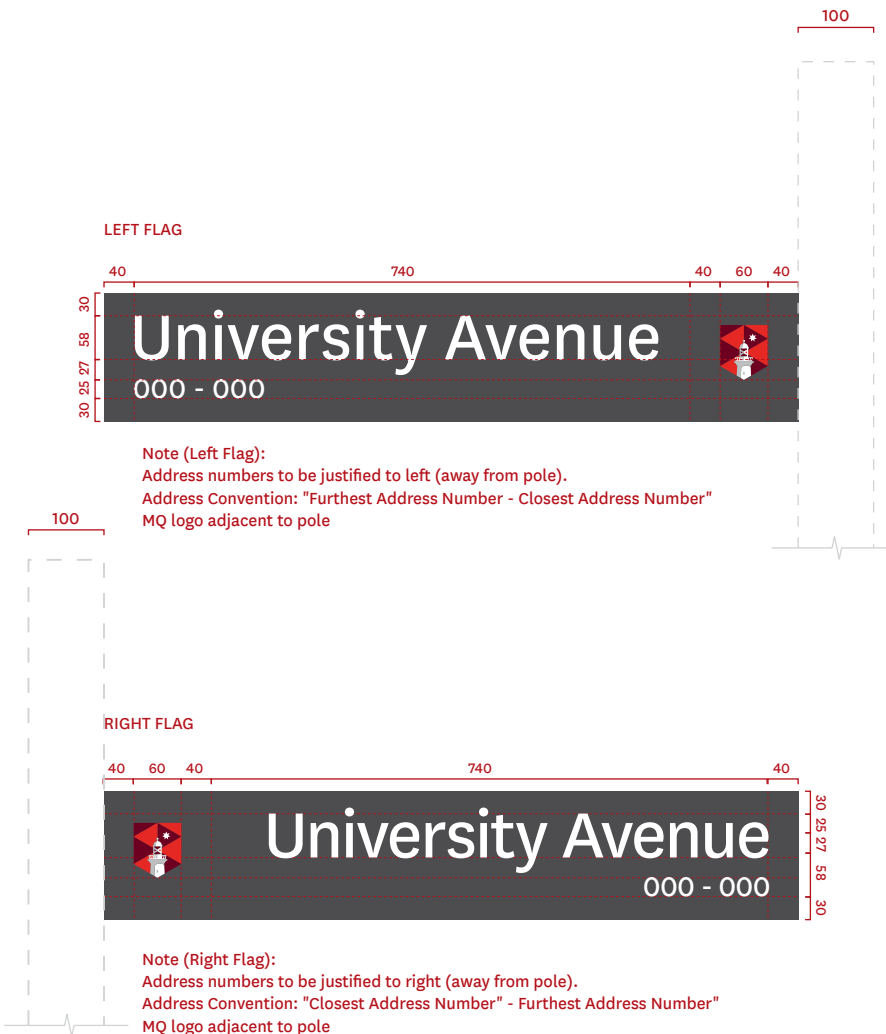 100
LEFT FLAG
40 740 40 60 40
30
58
27
25
30
University Avenue
000 - 000
Note (Left Flag):
Address numbers to be justified to left (away from pole).
Address Convention: "Furthest Address Number - Closest Address Number"
MQ logo adjacent to pole
100
RIGHT FLAG
40 60 40 740 40
University Avenue
000 - 000
30
25
27
58
30
Note (Right Flag):
Address numbers to be justified to right (away from pole).
Address Convention: "Closest Address Number" - Furthest Address Number"
MQ logo adjacent to pole